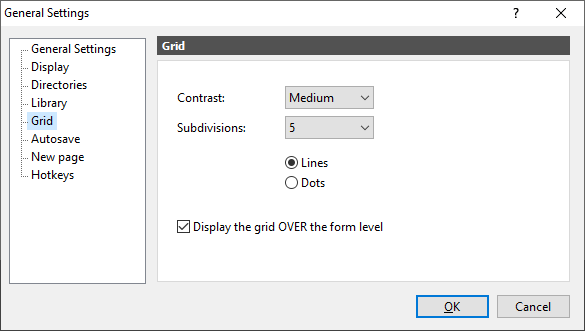 General Settings
?
General Settings
Display
Directories
Library
Grid
Autosave
New page
Hotkeys
Grid
Contrast: Medium
Subdivisions: 5
Lines
Dots
Display the grid OVER the form level
OK Cancel